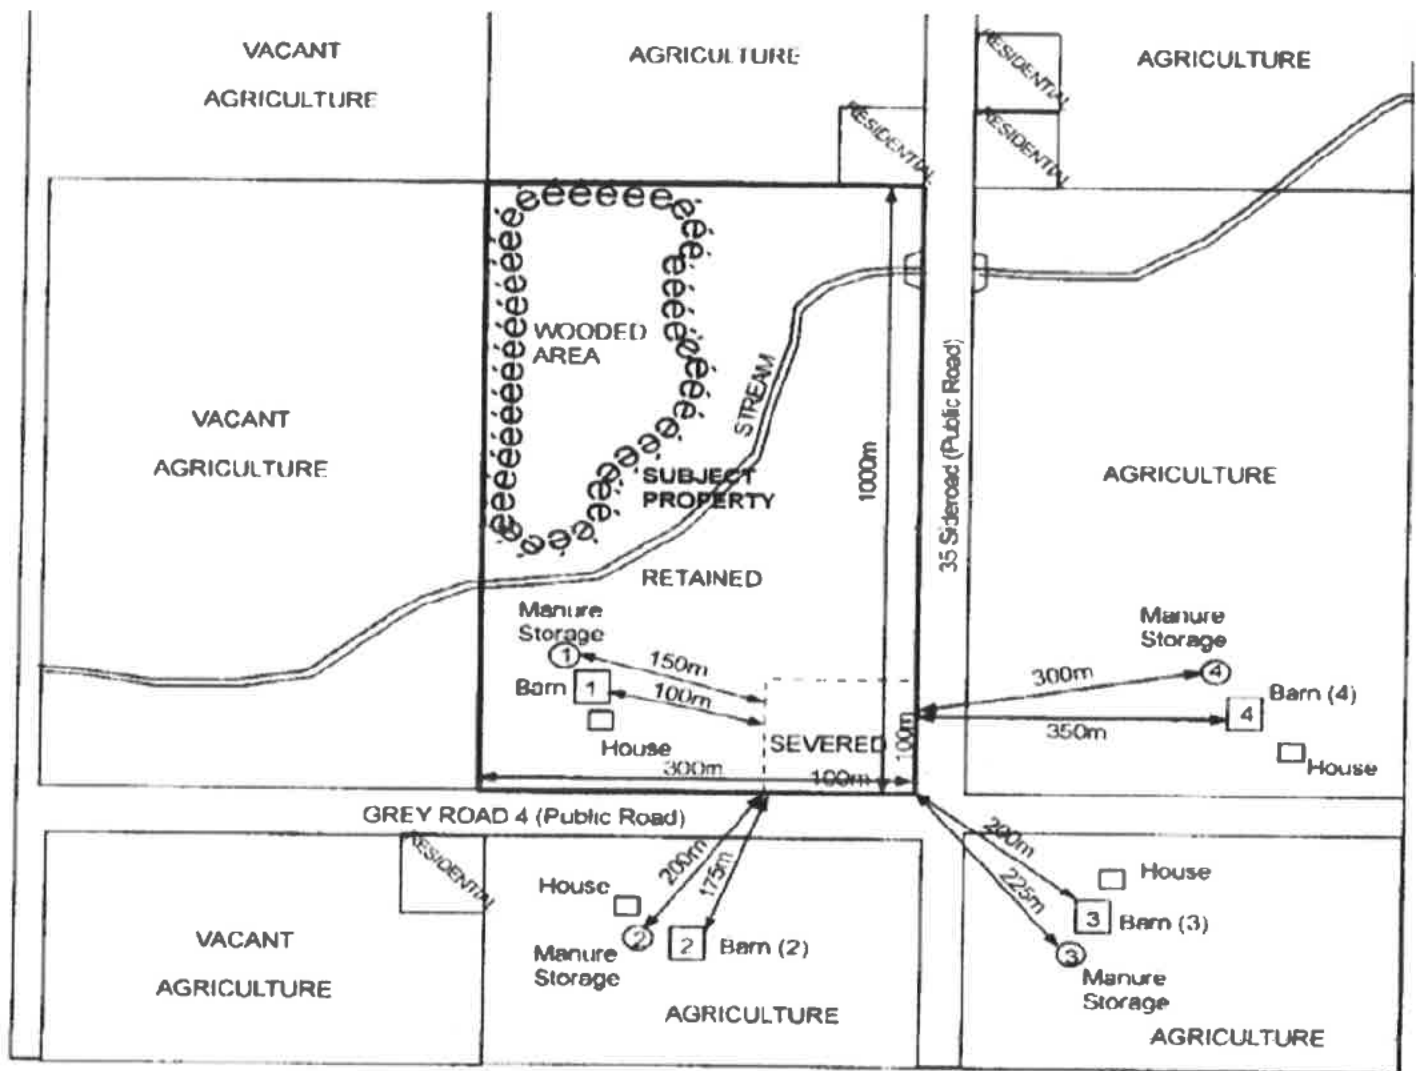 VACANT
AGRICULTURE
AGRICULTURE
RESIDENTIAL
AGRICULTURE
RESIDENTIAL
RESIDENTIAL
WOODED
AREA
STREAM
VACANT
AGRICULTURE
SUBJECT
PROPERTY
1000m
35 Sideroad (Public Road)
AGRICULTURE
RETAINED
Manure
Storage
1
150m
Barn
1
100m
House
SEVERED
100m
300m
100m
Manure
Storage
4
300m
Barn (4)
4
350m
House
GREY ROAD 4 (Public Road)
RESIDENTIAL
VACANT
AGRICULTURE
House
200m
175m
2
Manure
Storage
2
Barn (2)
AGRICULTURE
200m
225m
House
3
Barn (3)
3
Manure
Storage
AGRICULTURE